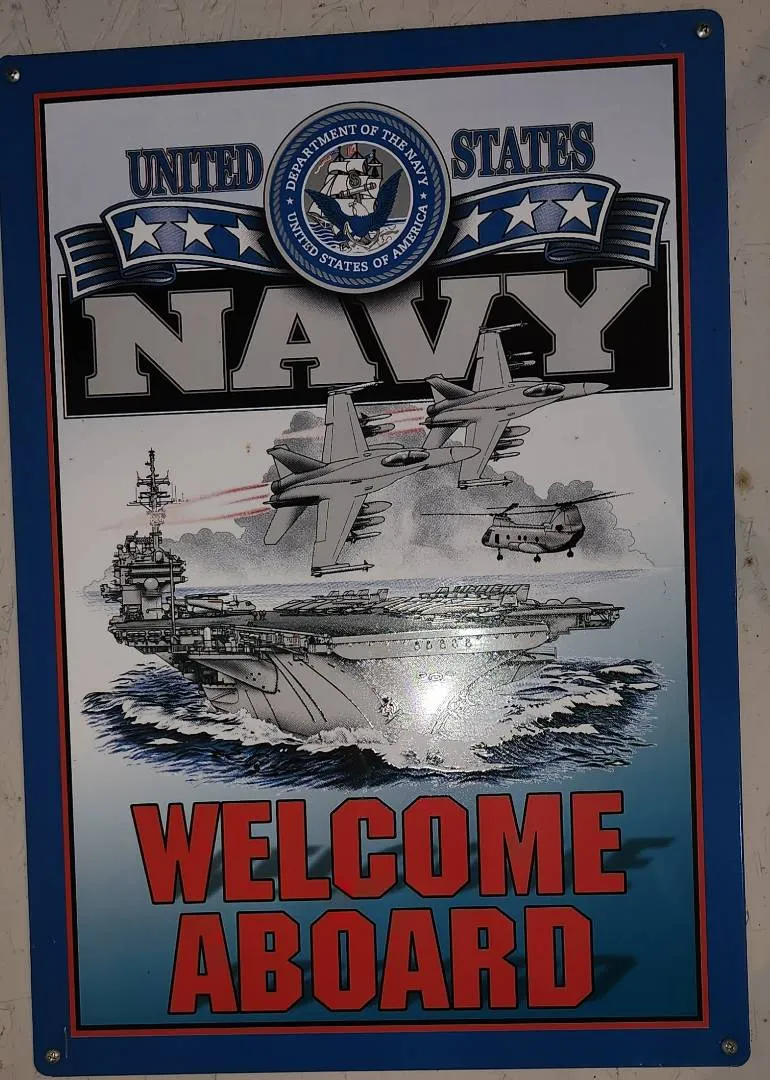 UNITED STATES
DEPARTMENT OF THE NAVY
UNITED STATES OF AMERICA
NAVY
WELCOME
ABOARD